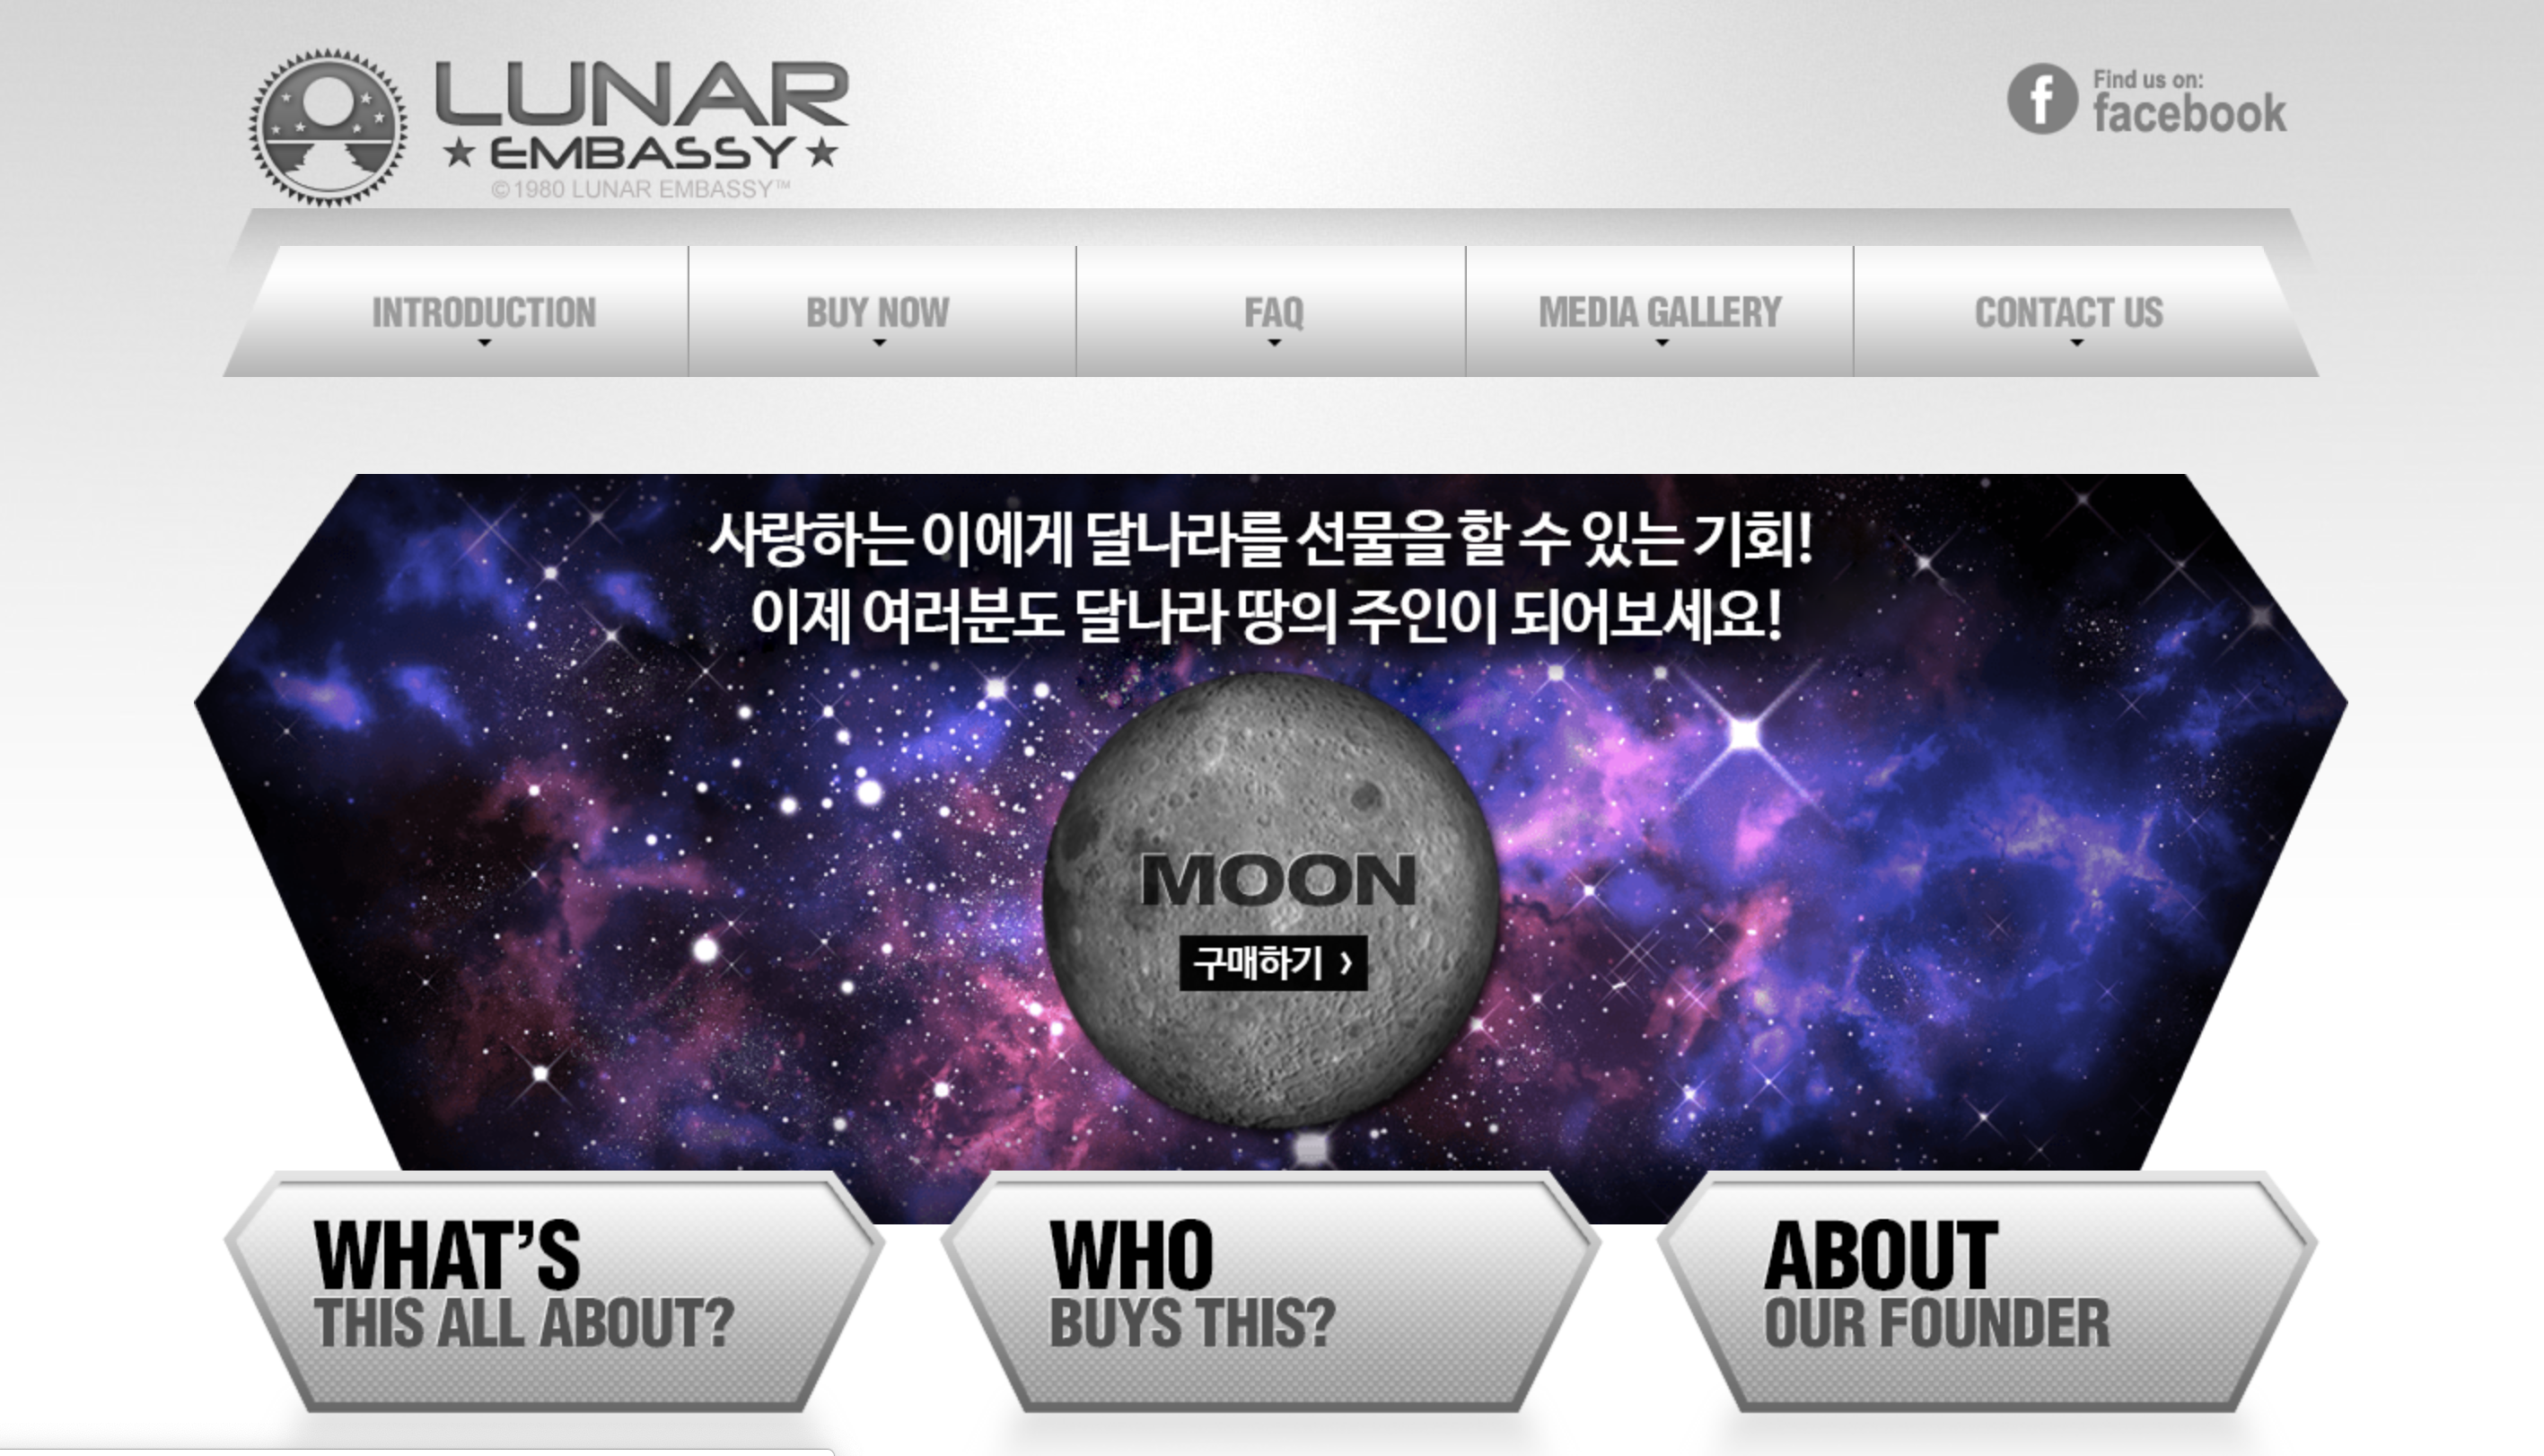 LUNAR
★ EMBASSY ★
©1980 LUNAR EMBASSY™
f
Find us on:
facebook
INTRODUCTION
BUY NOW
FAQ
MEDIA GALLERY
CONTACT US
사랑하는 이에게 달나라를 선물을 할 수 있는 기회!
이제 여러분도 달나라 땅의 주인이 되어보세요!
MOON
구매하기 >
WHAT'S
THIS ALL ABOUT?
WHO
BUYS THIS?
ABOUT
OUR FOUNDER